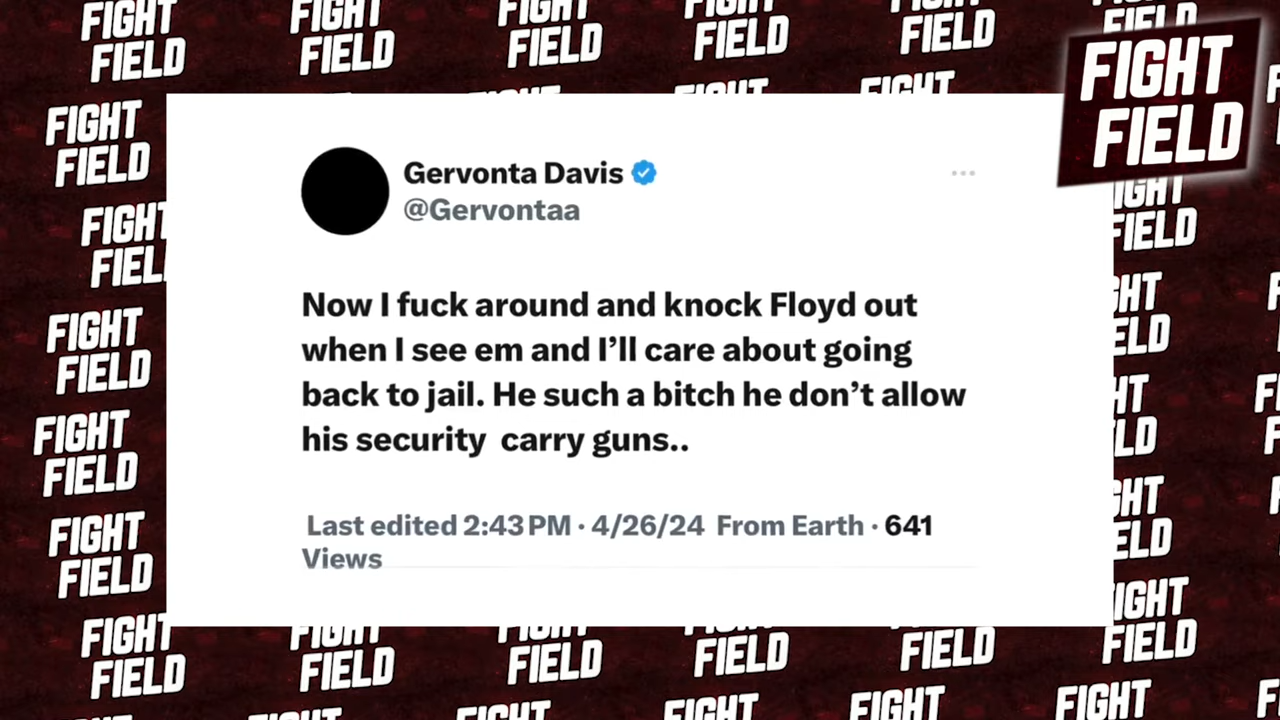 FIGHT
FIELD
Gervonta Davis
@Gervontaa
Now I fuck around and knock Floyd out
when I see em and I’ll care about going
back to jail. He such a bitch he don’t allow
his security  carry guns..
Last edited 2:43 PM · 4/26/24  From Earth · 641
Views